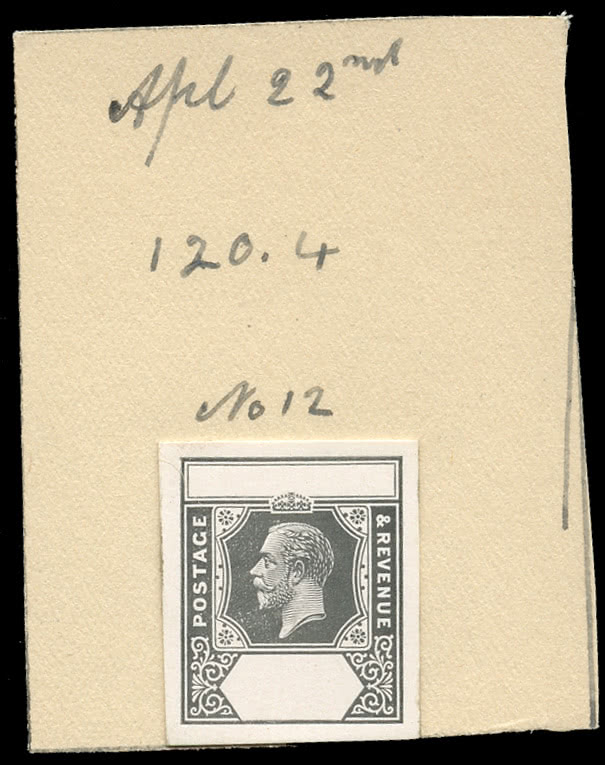 Apl 22nd
120.4
No 12
POSTAGE
& REVENUE